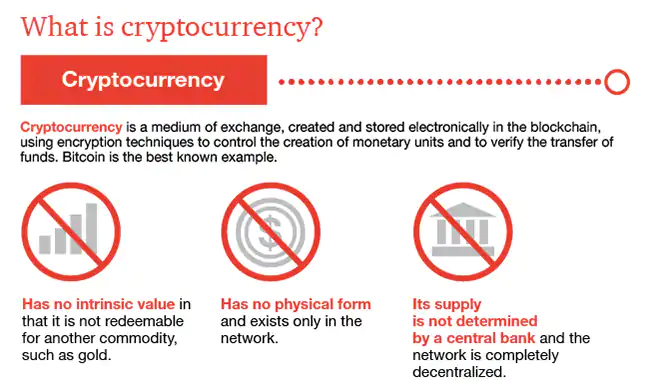 What is cryptocurrency?
Cryptocurrency
Cryptocurrency is a medium of exchange, created and stored electronically in the blockchain,
using encryption techniques to control the creation of monetary units and to verify the transfer of
funds. Bitcoin is the best known example.
$
Has no intrinsic value in
that it is not redeemable
for another commodity,
such as gold.
Has no physical form
and exists only in the
network.
Its supply
is not determined
by a central bank and the
network is completely
decentralized.